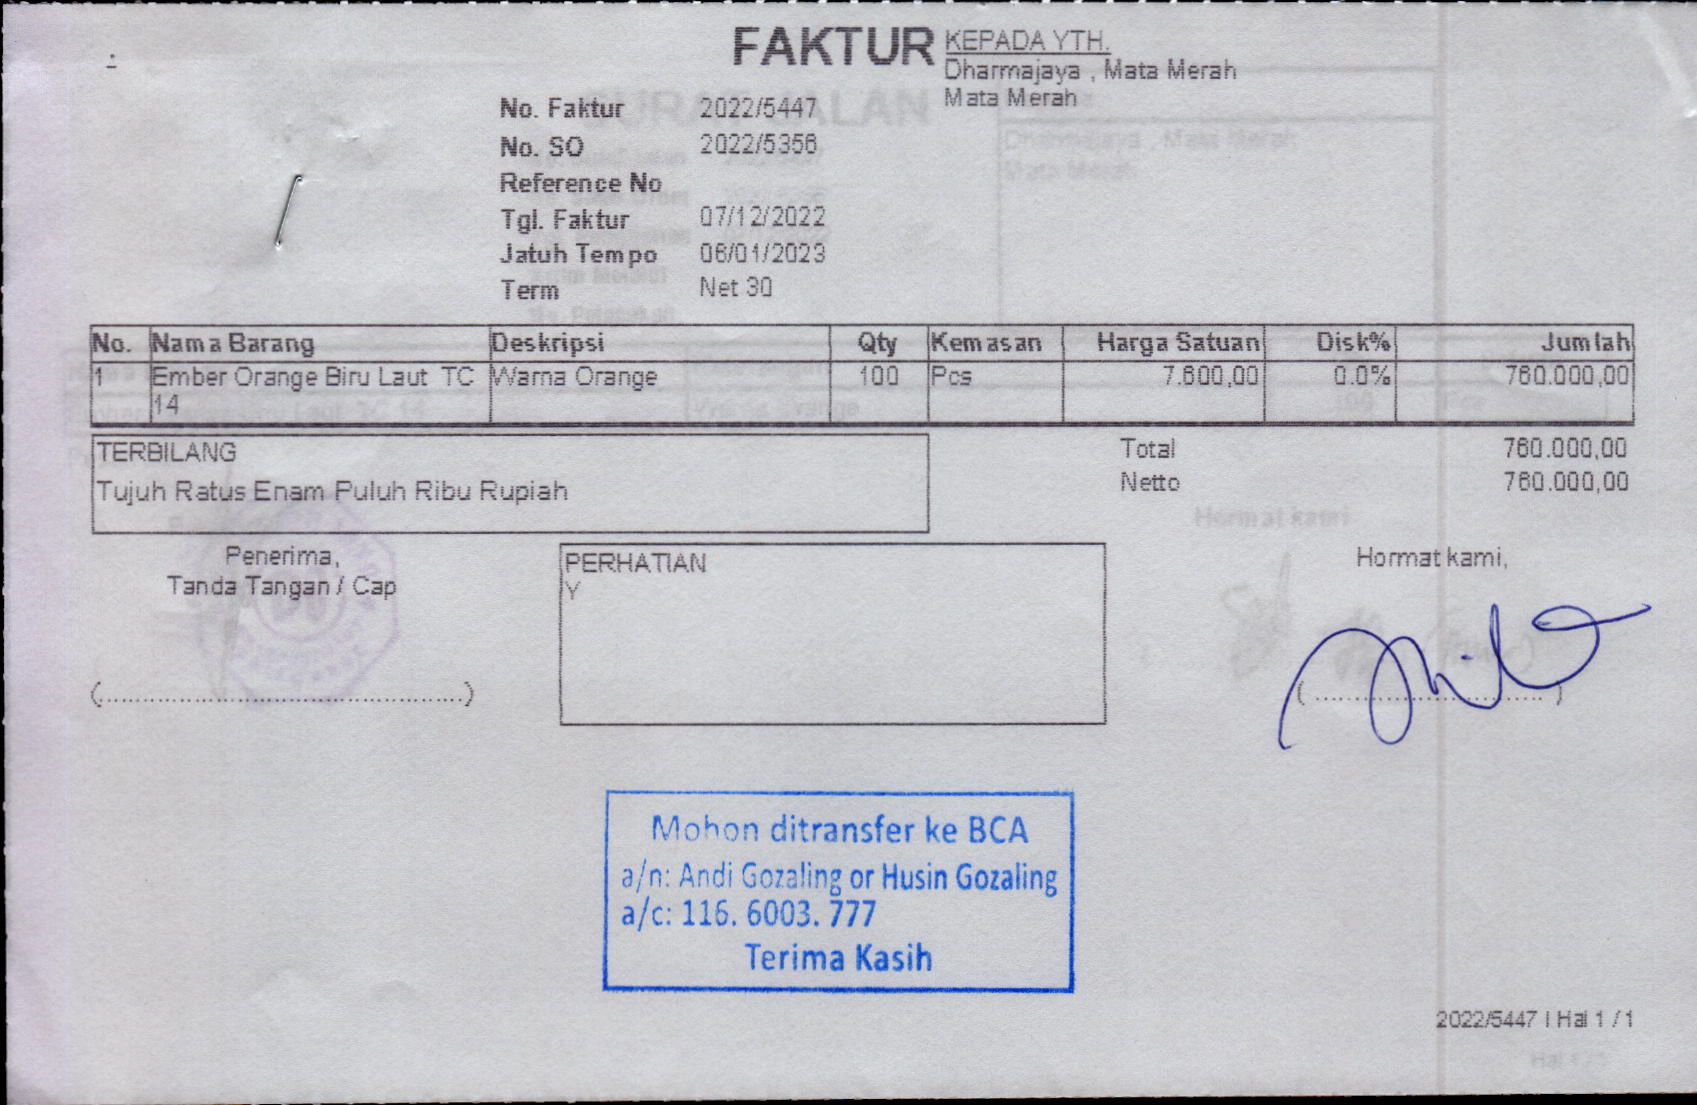 FAKTUR
KEPADA YTH.
Dharmajaya , Mata Merah
Mata Merah
No. Faktur 2022/5447
No. SO 2022/5356
Reference No
Tgl. Faktur 07/12/2022
Jatuh Tempo 06/01/2023
Term Net 30
No. Nama Barang Deskripsi Qty Kemasan Harga Satuan Disk% Jumlah
1 Ember Orange Biru Laut TC Warna Orange 100 Pcs 7.600,00 0.0% 760.000,00
14
TERBILANG
Tujuh Ratus Enam Puluh Ribu Rupiah
Total 760.000,00
Netto 760.000,00
Penerima,
Tanda Tangan / Cap
(..................................................)
PERHATIAN
Y
Hormat kami,
(..................................)
Mohon ditransfer ke BCA
a/n: Andi Gozaling or Husin Gozaling
a/c: 116. 6003. 777
Terima Kasih
2022/5447 | Hal 1 / 1